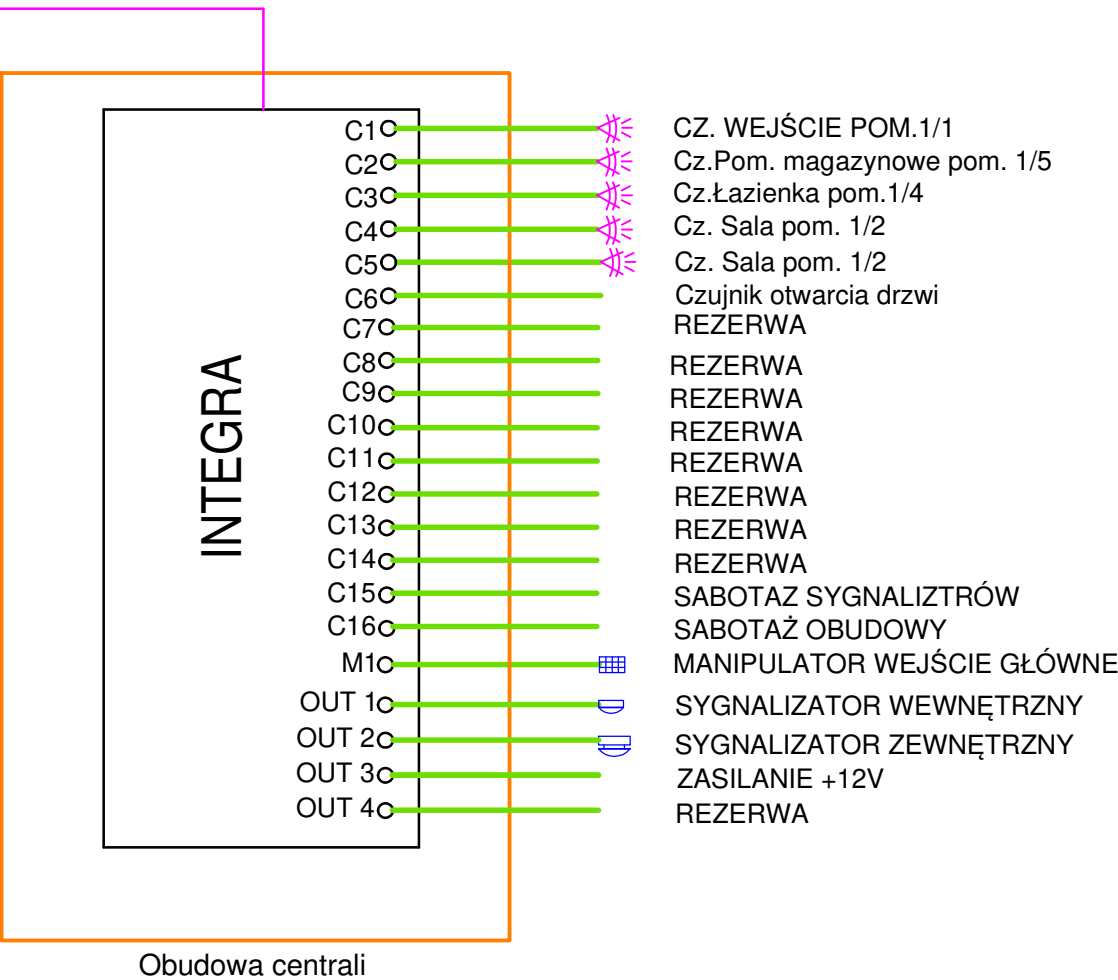 C1 CZ. WEJŚCIE POM.1/1
C2 Cz.Pom. magazynowe pom. 1/5
C3 Cz.Łazienka pom.1/4
C4 Cz. Sala pom. 1/2
C5 Cz. Sala pom. 1/2
C6 Czujnik otwarcia drzwi
C7 REZERWA
C8 REZERWA
C9 REZERWA
C10 REZERWA
C11 REZERWA
C12 REZERWA
C13 REZERWA
C14 REZERWA
C15 SABOTAZ SYGNALIZTRÓW
C16 SABOTAŻ OBUDOWY
M1 MANIPULATOR WEJŚCIE GŁÓWNE
OUT 1 SYGNALIZATOR WEWNĘTRZNY
OUT 2 SYGNALIZATOR ZEWNĘTRZNY
OUT 3 ZASILANIE +12V
OUT 4 REZERWA
INTEGRA
Obudowa centrali